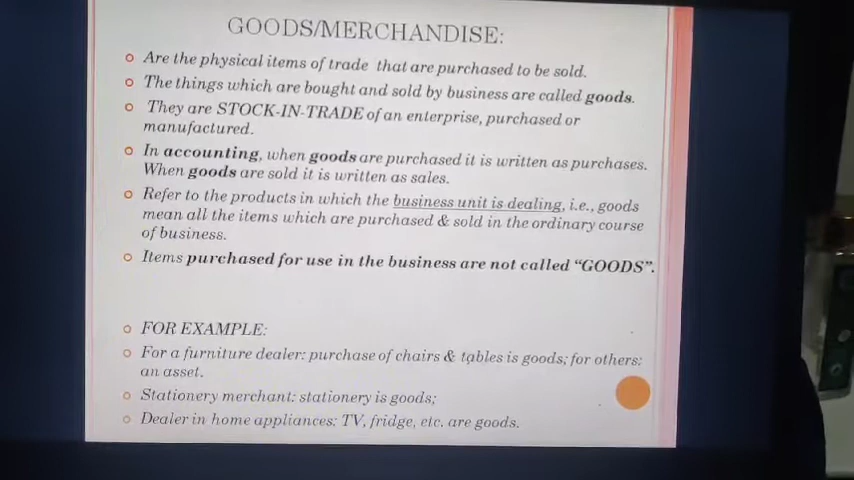 GOODS/MERCHANDISE:
Are the physical items of trade that are purchased to be sold.
The things which are bought and sold by business are called goods.
They are STOCK-IN-TRADE of an enterprise, purchased or
manufactured.
In accounting, when goods are purchased it is written as purchases.
When goods are sold it is written as sales.
Refer to the products in which the business unit is dealing, i.e., goods
mean all the items which are purchased & sold in the ordinary course
of business.
Items purchased for use in the business are not called “GOODS”.
FOR EXAMPLE:
For a furniture dealer: purchase of chairs & tables is goods; for others:
an asset.
Stationery merchant: stationery is goods;
Dealer in home appliances: TV, fridge, etc. are goods.